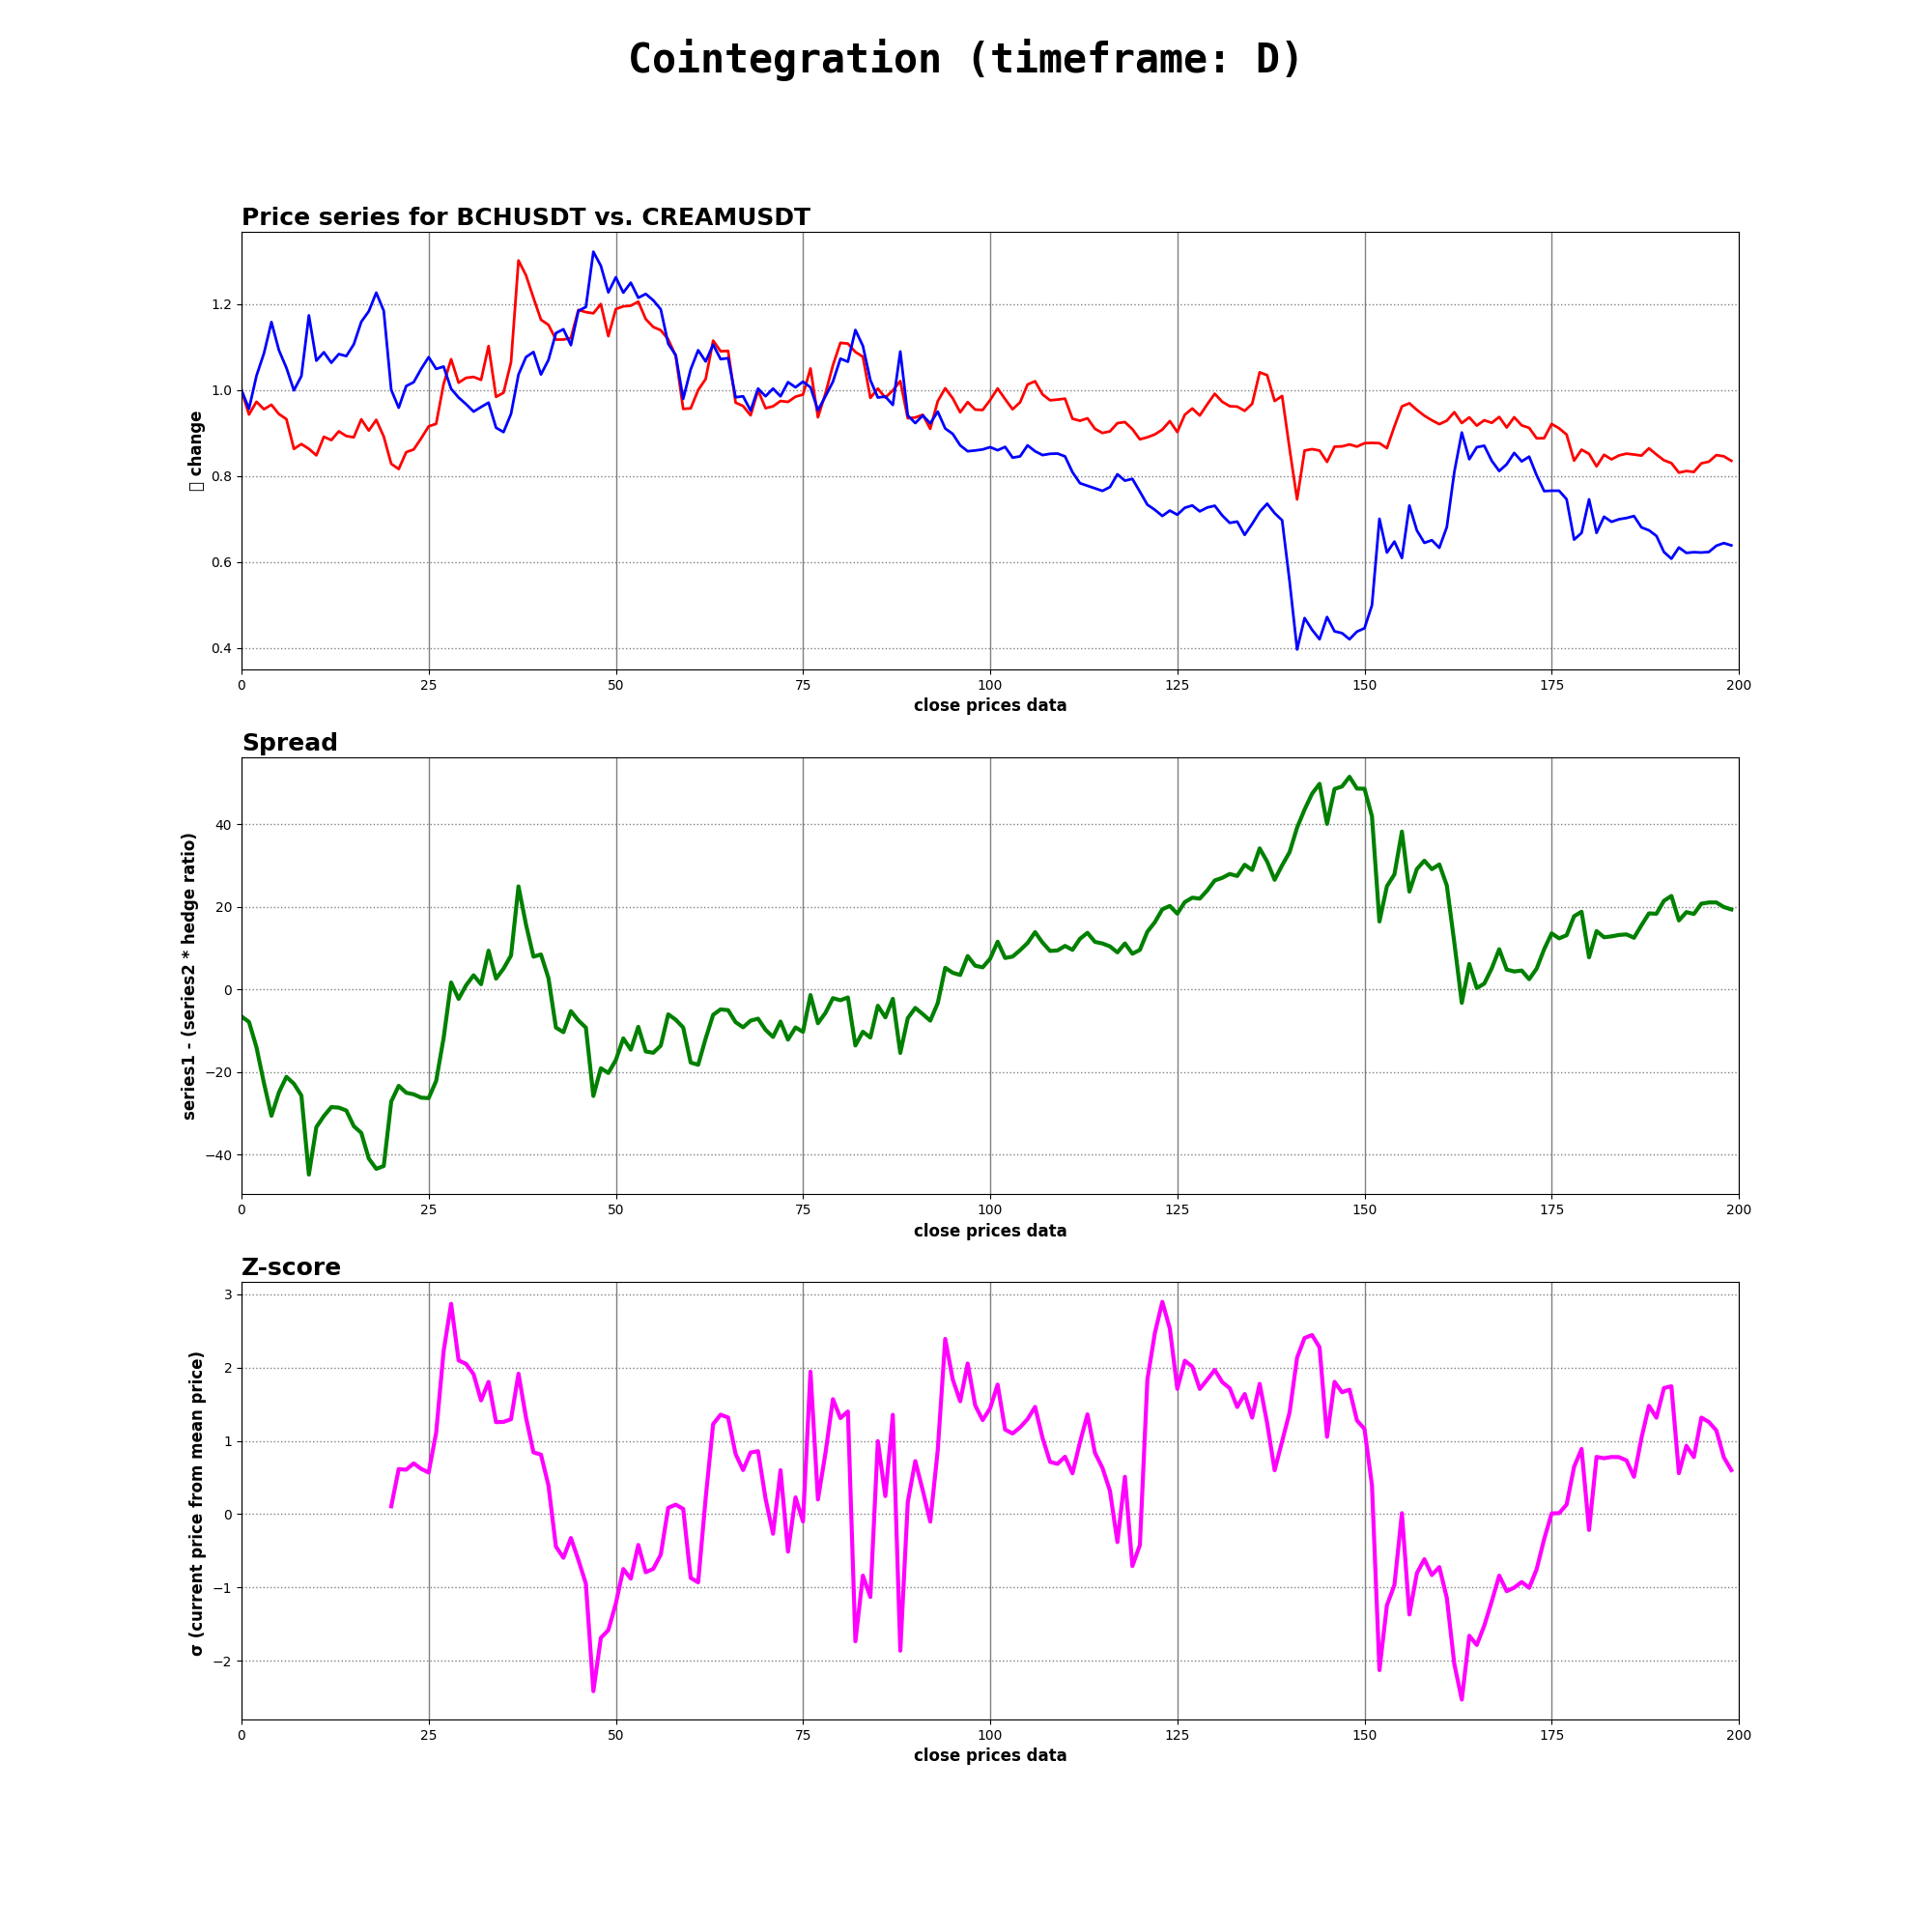 Cointegration (timeframe: D)
Price series for BCHUSDT vs. CREAMUSDT
change
1.2
1.0
0.8
0.6
0.4
0 25 50 75 100 125 150 175 200
close prices data
Spread
series1 - (series2 * hedge ratio)
40
20
0
−20
−40
0 25 50 75 100 125 150 175 200
close prices data
Z-score
σ (current price from mean price)
3
2
1
0
−1
−2
0 25 50 75 100 125 150 175 200
close prices data